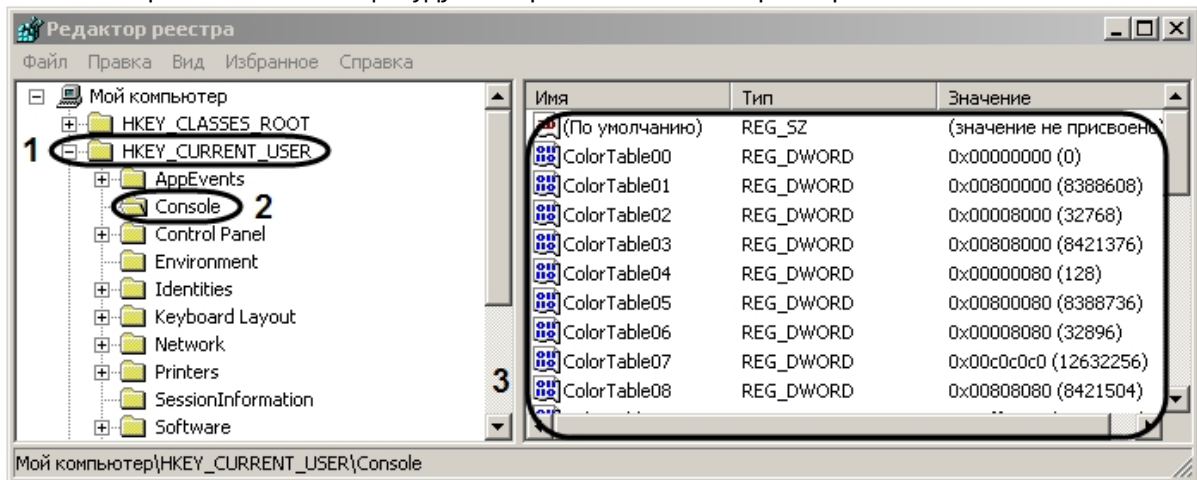 Редактор реестра
Файл Правка Вид Избранное Справка
Мой компьютер
HKEY_CLASSES_ROOT
1 HKEY_CURRENT_USER
AppEvents
Console 2
Control Panel
Environment
Identities
Keyboard Layout
Network
Printers
SessionInformation
Software
3
Имя Тип Значение
(По умолчанию) REG_SZ (значение не присвоено)
ColorTable00 REG_DWORD 0x00000000 (0)
ColorTable01 REG_DWORD 0x00800000 (8388608)
ColorTable02 REG_DWORD 0x00008000 (32768)
ColorTable03 REG_DWORD 0x00808000 (8421376)
ColorTable04 REG_DWORD 0x00000080 (128)
ColorTable05 REG_DWORD 0x00800080 (8388736)
ColorTable06 REG_DWORD 0x00008080 (32896)
ColorTable07 REG_DWORD 0x00c0c0c0 (12632256)
ColorTable08 REG_DWORD 0x00808080 (8421504)
Мой компьютер\HKEY_CURRENT_USER\Console